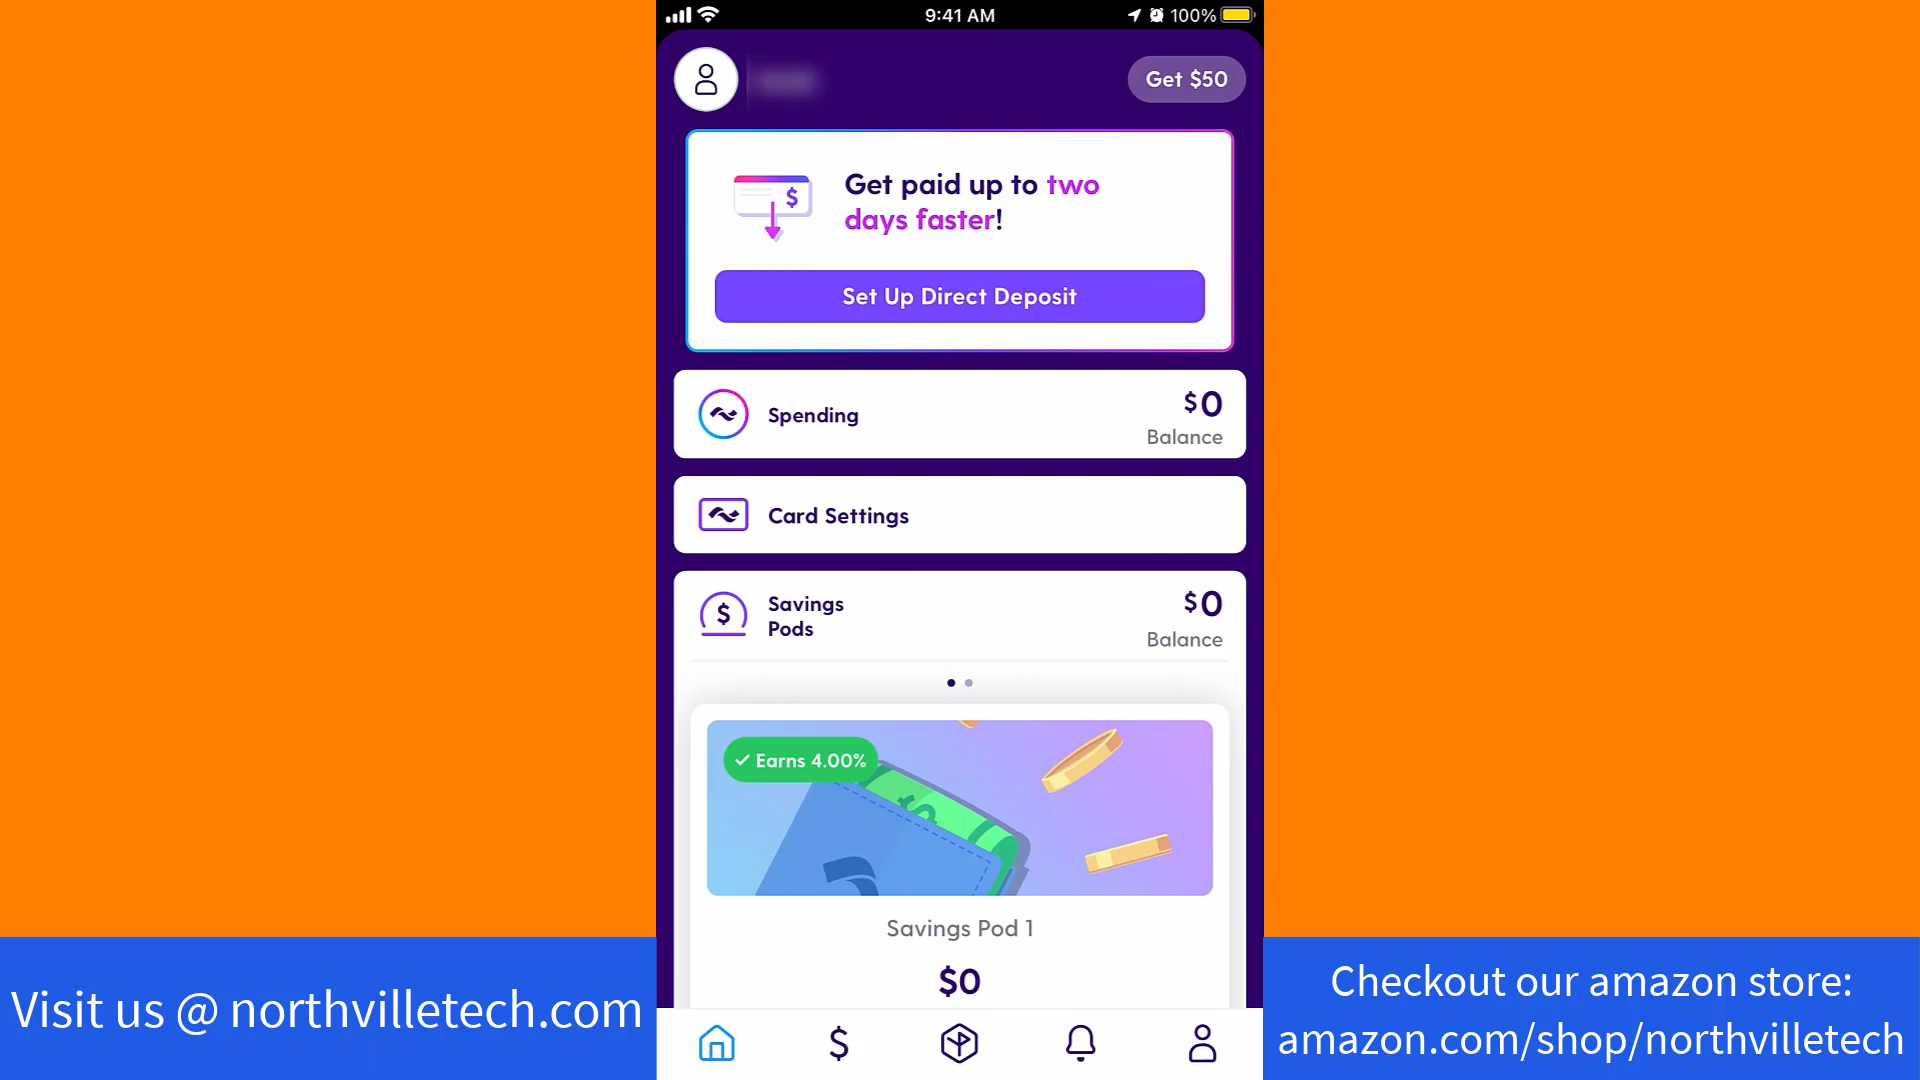 9:41 AM
100%
Get $50
$
Get paid up to two
days faster!
Set Up Direct Deposit
Spending
$0
Balance
Card Settings
$
Savings
Pods
$0
Balance
Earns 4.00%
$
Savings Pod 1
$0
$
Visit us @ northvilletech.com
Checkout our amazon store:
amazon.com/shop/northvilletech